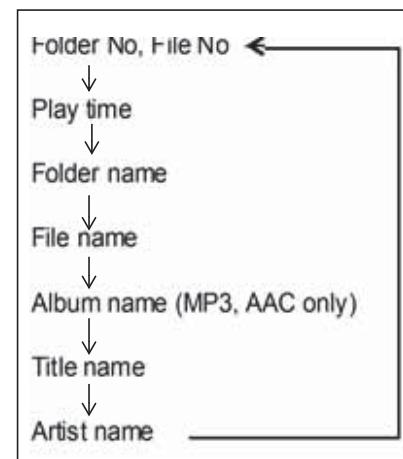 Folder No, File No
Play time
Folder name
File name
Album name (MP3, AAC only)
Title name
Artist name